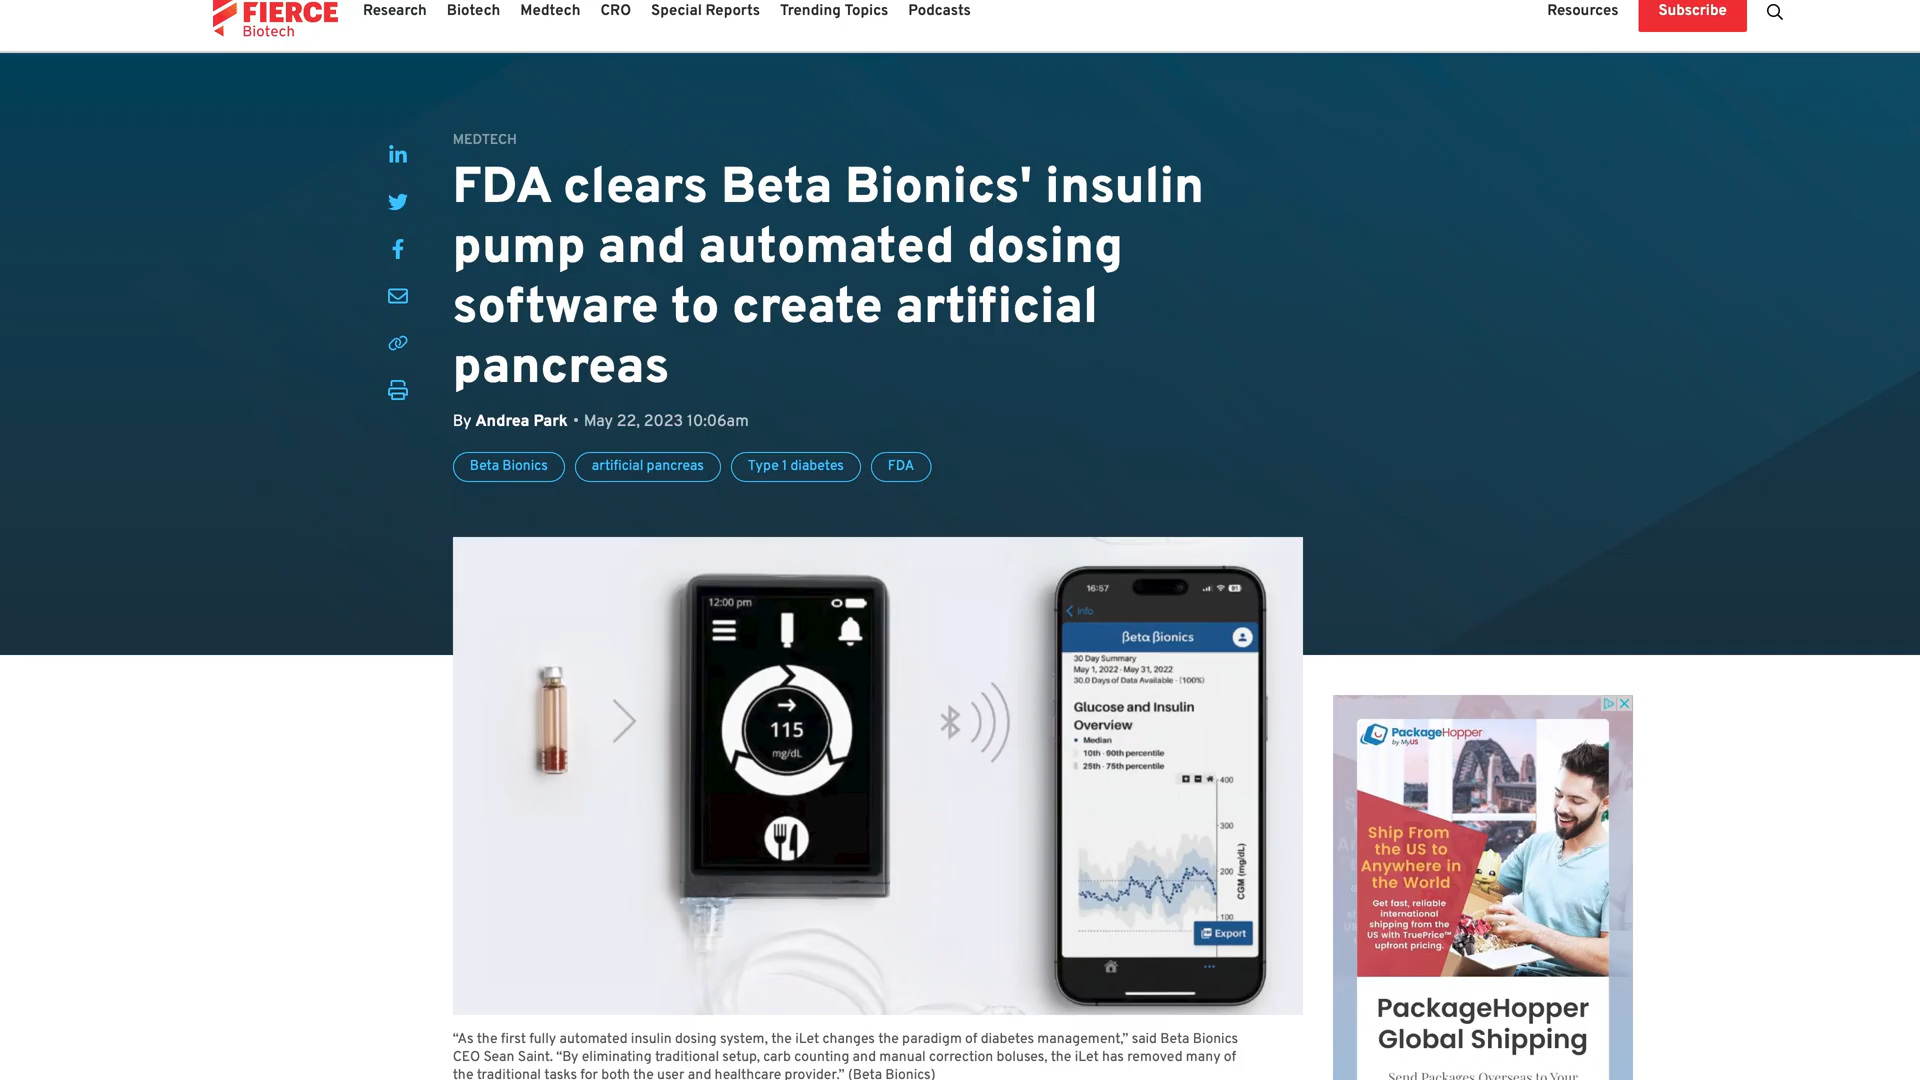 FIERCE
Biotech
Research
Biotech
Medtech
CRO
Special Reports
Trending Topics
Podcasts
Resources
Subscribe
MEDTECH
FDA clears Beta Bionics' insulin
pump and automated dosing
software to create artificial
pancreas
By Andrea Park • May 22, 2023 10:06am
Beta Bionics
artificial pancreas
Type 1 diabetes
FDA
12:00 pm
115
mg/dL
16:57
Info
βeta βionics
30 Day Summary
May 1, 2022 - May 31, 2022
30.0 Days of Data Available - (100%)
Glucose and Insulin
Overview
Median
10th - 90th percentile
25th - 75th percentile
400
300
200
100
CGM (mg/dL)
Export
“As the first fully automated insulin dosing system, the iLet changes the paradigm of diabetes management,” said Beta Bionics
CEO Sean Saint. “By eliminating traditional setup, carb counting and manual correction boluses, the iLet has removed many of
the traditional tasks for both the user and healthcare provider.” (Beta Bionics)
PackageHopper
by MyUS
Ship From
the US to
Anywhere in
the World
Get fast, reliable
international
shipping from the
US with TruePrice™
upfront pricing.
PackageHopper
Global Shipping
Send Packages Overseas to Your